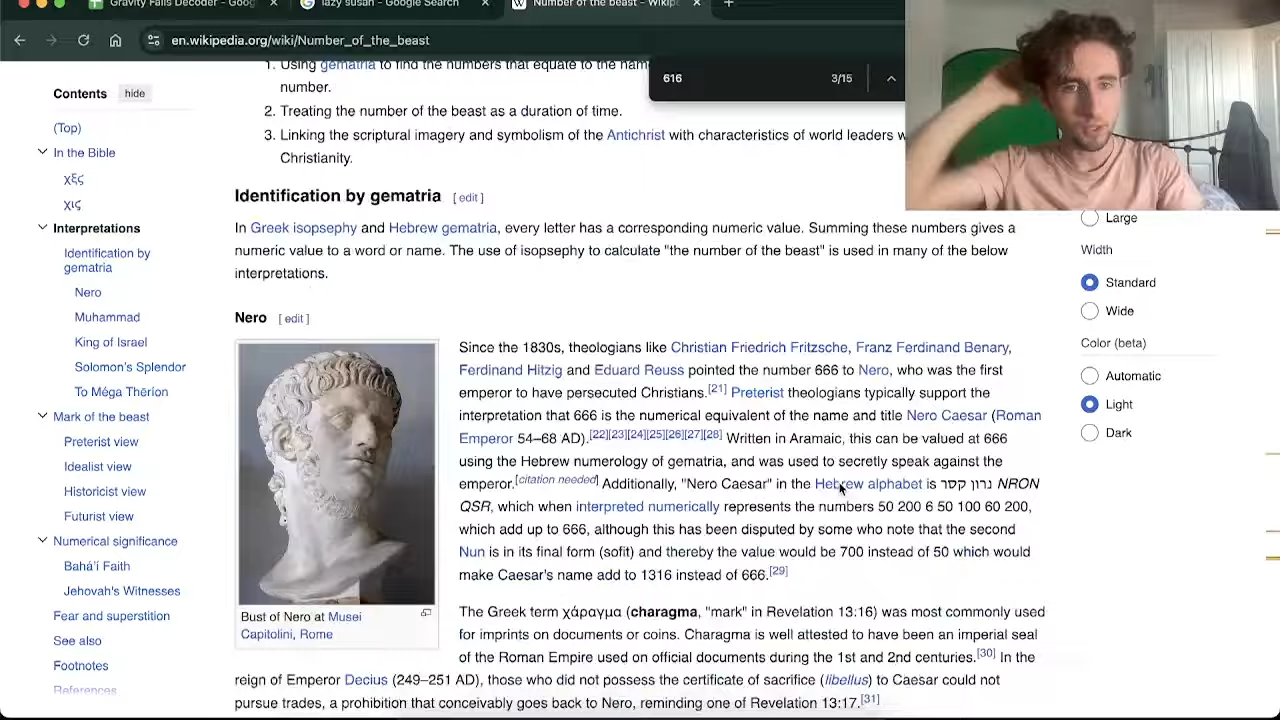 Gravity Falls Decoder - Goog
lazy susan - Google Search
Number of the beast - Wikip
en.wikipedia.org/wiki/Number_of_the_beast
616 3/15
Contents hide
(Top)
In the Bible
χξς
χις
Interpretations
Identification by
gematria
Nero
Muhammad
King of Israel
Solomon's Splendor
To Méga Thēríon
Mark of the beast
Preterist view
Idealist view
Historicist view
Futurist view
Numerical significance
Bahá'í Faith
Jehovah's Witnesses
Fear and superstition
See also
Footnotes
References
1. Using gematria to find the numbers that equate to the nam
number.
2. Treating the number of the beast as a duration of time.
3. Linking the scriptural imagery and symbolism of the Antichrist with characteristics of world leaders w
Christianity.
Identification by gematria [ edit ]
In Greek isopsephy and Hebrew gematria, every letter has a corresponding numeric value. Summing these numbers gives a
numeric value to a word or name. The use of isopsephy to calculate "the number of the beast" is used in many of the below
interpretations.
Nero [ edit ]
Bust of Nero at Musei
Capitolini, Rome
Since the 1830s, theologians like Christian Friedrich Fritzsche, Franz Ferdinand Benary,
Ferdinand Hitzig and Eduard Reuss pointed the number 666 to Nero, who was the first
emperor to have persecuted Christians.[21] Preterist theologians typically support the
interpretation that 666 is the numerical equivalent of the name and title Nero Caesar (Roman
Emperor 54–68 AD).[22][23][24][25][26][27][28] Written in Aramaic, this can be valued at 666
using the Hebrew numerology of gematria, and was used to secretly speak against the
emperor.[citation needed] Additionally, "Nero Caesar" in the Hebrew alphabet is נרון קסר NRON
QSR, which when interpreted numerically represents the numbers 50 200 6 50 100 60 200,
which add up to 666, although this has been disputed by some who note that the second
Nun is in its final form (sofit) and thereby the value would be 700 instead of 50 which would
make Caesar's name add to 1316 instead of 666.[29]
The Greek term χάραγμα (charagma, "mark" in Revelation 13:16) was most commonly used
for imprints on documents or coins. Charagma is well attested to have been an imperial seal
of the Roman Empire used on official documents during the 1st and 2nd centuries.[30] In the
reign of Emperor Decius (249–251 AD), those who did not possess the certificate of sacrifice (libellus) to Caesar could not
pursue trades, a prohibition that conceivably goes back to Nero, reminding one of Revelation 13:17.[31]
Large
Width
Standard
Wide
Color (beta)
Automatic
Light
Dark